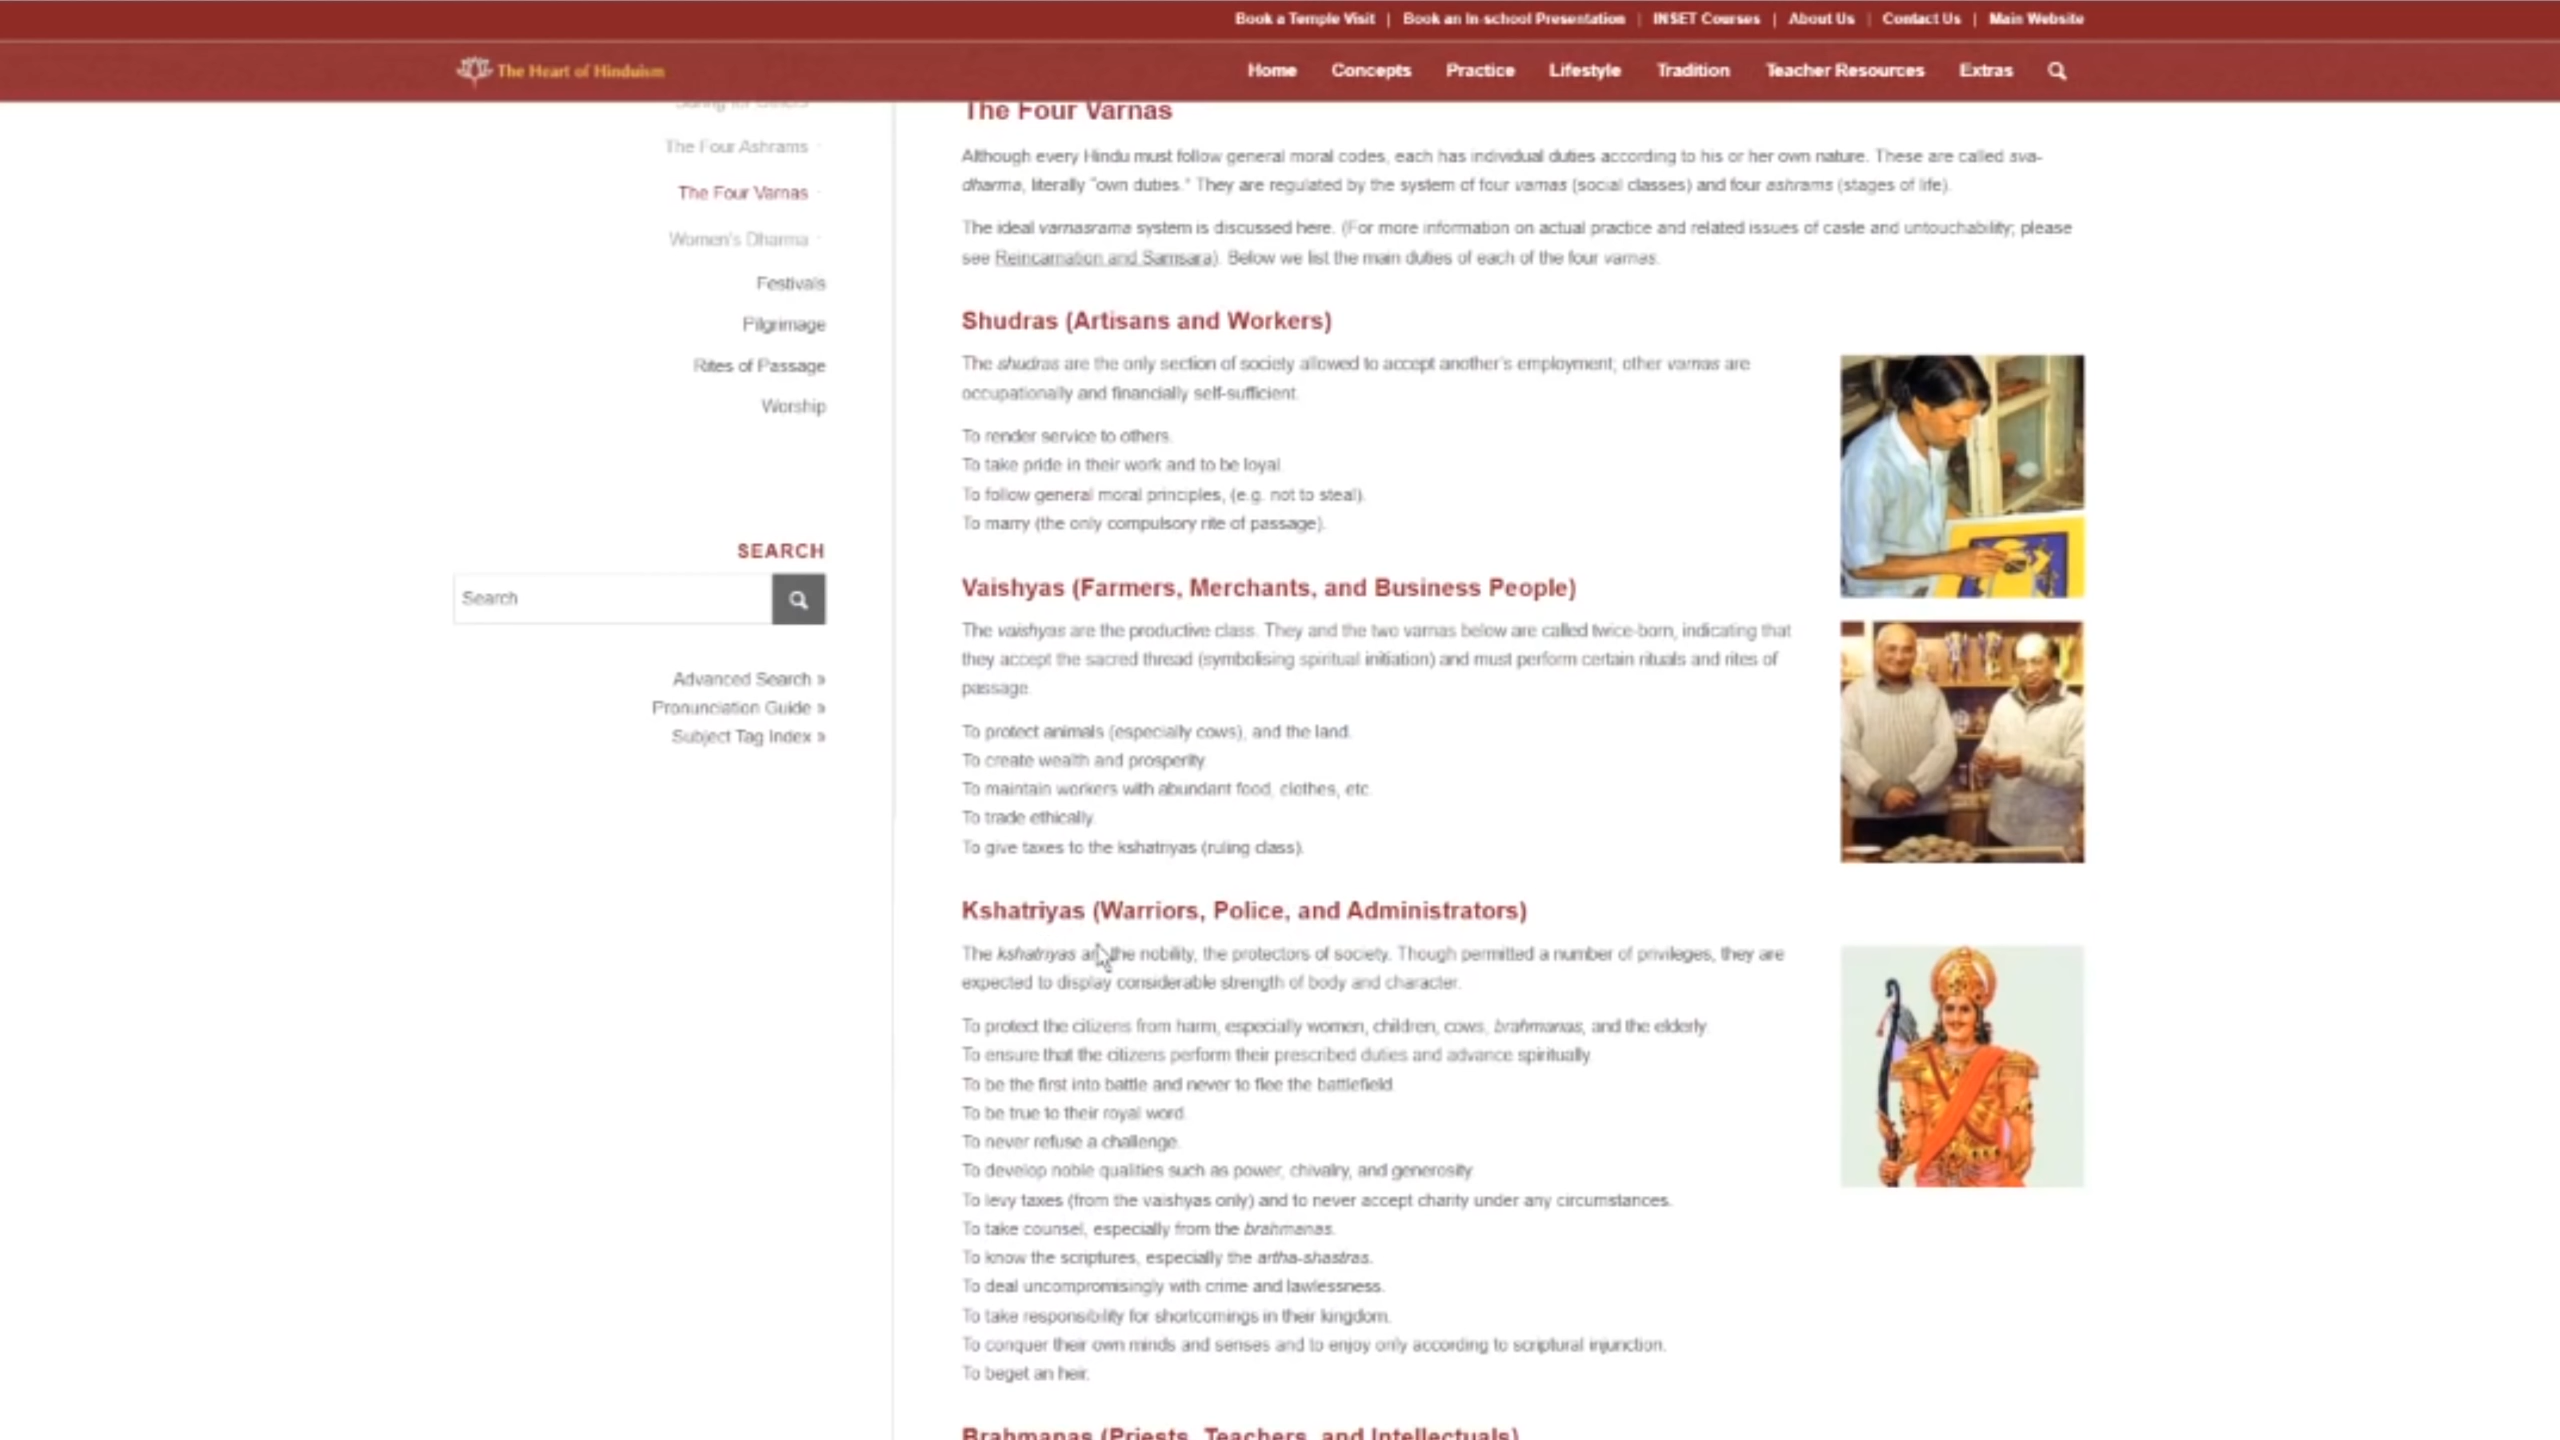 Book a Temple Visit | Book an In-school Presentation | INSET Courses | About Us | Contact Us | Main Website
The Heart of Hinduism
Home Concepts Practice Lifestyle Tradition Teacher Resources Extras
The Four Ashrams
The Four Varnas
Women's Dharma
Festivals
Pilgrimage
Rites of Passage
Worship
SEARCH
Search
Advanced Search »
Pronunciation Guide »
Subject Tag Index »
The Four Varnas
Although every Hindu must follow general moral codes, each has individual duties according to his or her own nature. These are called sva-
dharma, literally "own duties." They are regulated by the system of four varnas (social classes) and four ashrams (stages of life).
The ideal varnasrama system is discussed here. (For more information on actual practice and related issues of caste and untouchability; please
see Reincarnation and Samsara). Below we list the main duties of each of the four varnas.
Shudras (Artisans and Workers)
The shudras are the only section of society allowed to accept another's employment; other varnas are
occupationally and financially self-sufficient.
To render service to others.
To take pride in their work and to be loyal.
To follow general moral principles, (e.g. not to steal).
To marry (the only compulsory rite of passage).
Vaishyas (Farmers, Merchants, and Business People)
The vaishyas are the productive class. They and the two varnas below are called twice-born, indicating that
they accept the sacred thread (symbolising spiritual initiation) and must perform certain rituals and rites of
passage.
To protect animals (especially cows), and the land.
To create wealth and prosperity.
To maintain workers with abundant food, clothes, etc.
To trade ethically.
To give taxes to the kshatriyas (ruling class).
Kshatriyas (Warriors, Police, and Administrators)
The kshatriyas the nobility, the protectors of society. Though permitted a number of privileges, they are
expected to display considerable strength of body and character.
To protect the citizens from harm, especially women, children, cows, brahmanas, and the elderly.
To ensure that the citizens perform their prescribed duties and advance spiritually.
To be the first into battle and never to flee the battlefield.
To be true to their royal word.
To never refuse a challenge.
To develop noble qualities such as power, chivalry, and generosity.
To levy taxes (from the vaishyas only) and to never accept charity under any circumstances.
To take counsel, especially from the brahmanas.
To know the scriptures, especially the artha-shastras.
To deal uncompromisingly with crime and lawlessness.
To take responsibility for shortcomings in their kingdom.
To conquer their own minds and senses and to enjoy only according to scriptural injunction.
To beget an heir.
Brahmanas (Priests, Teachers, and Intellectuals)